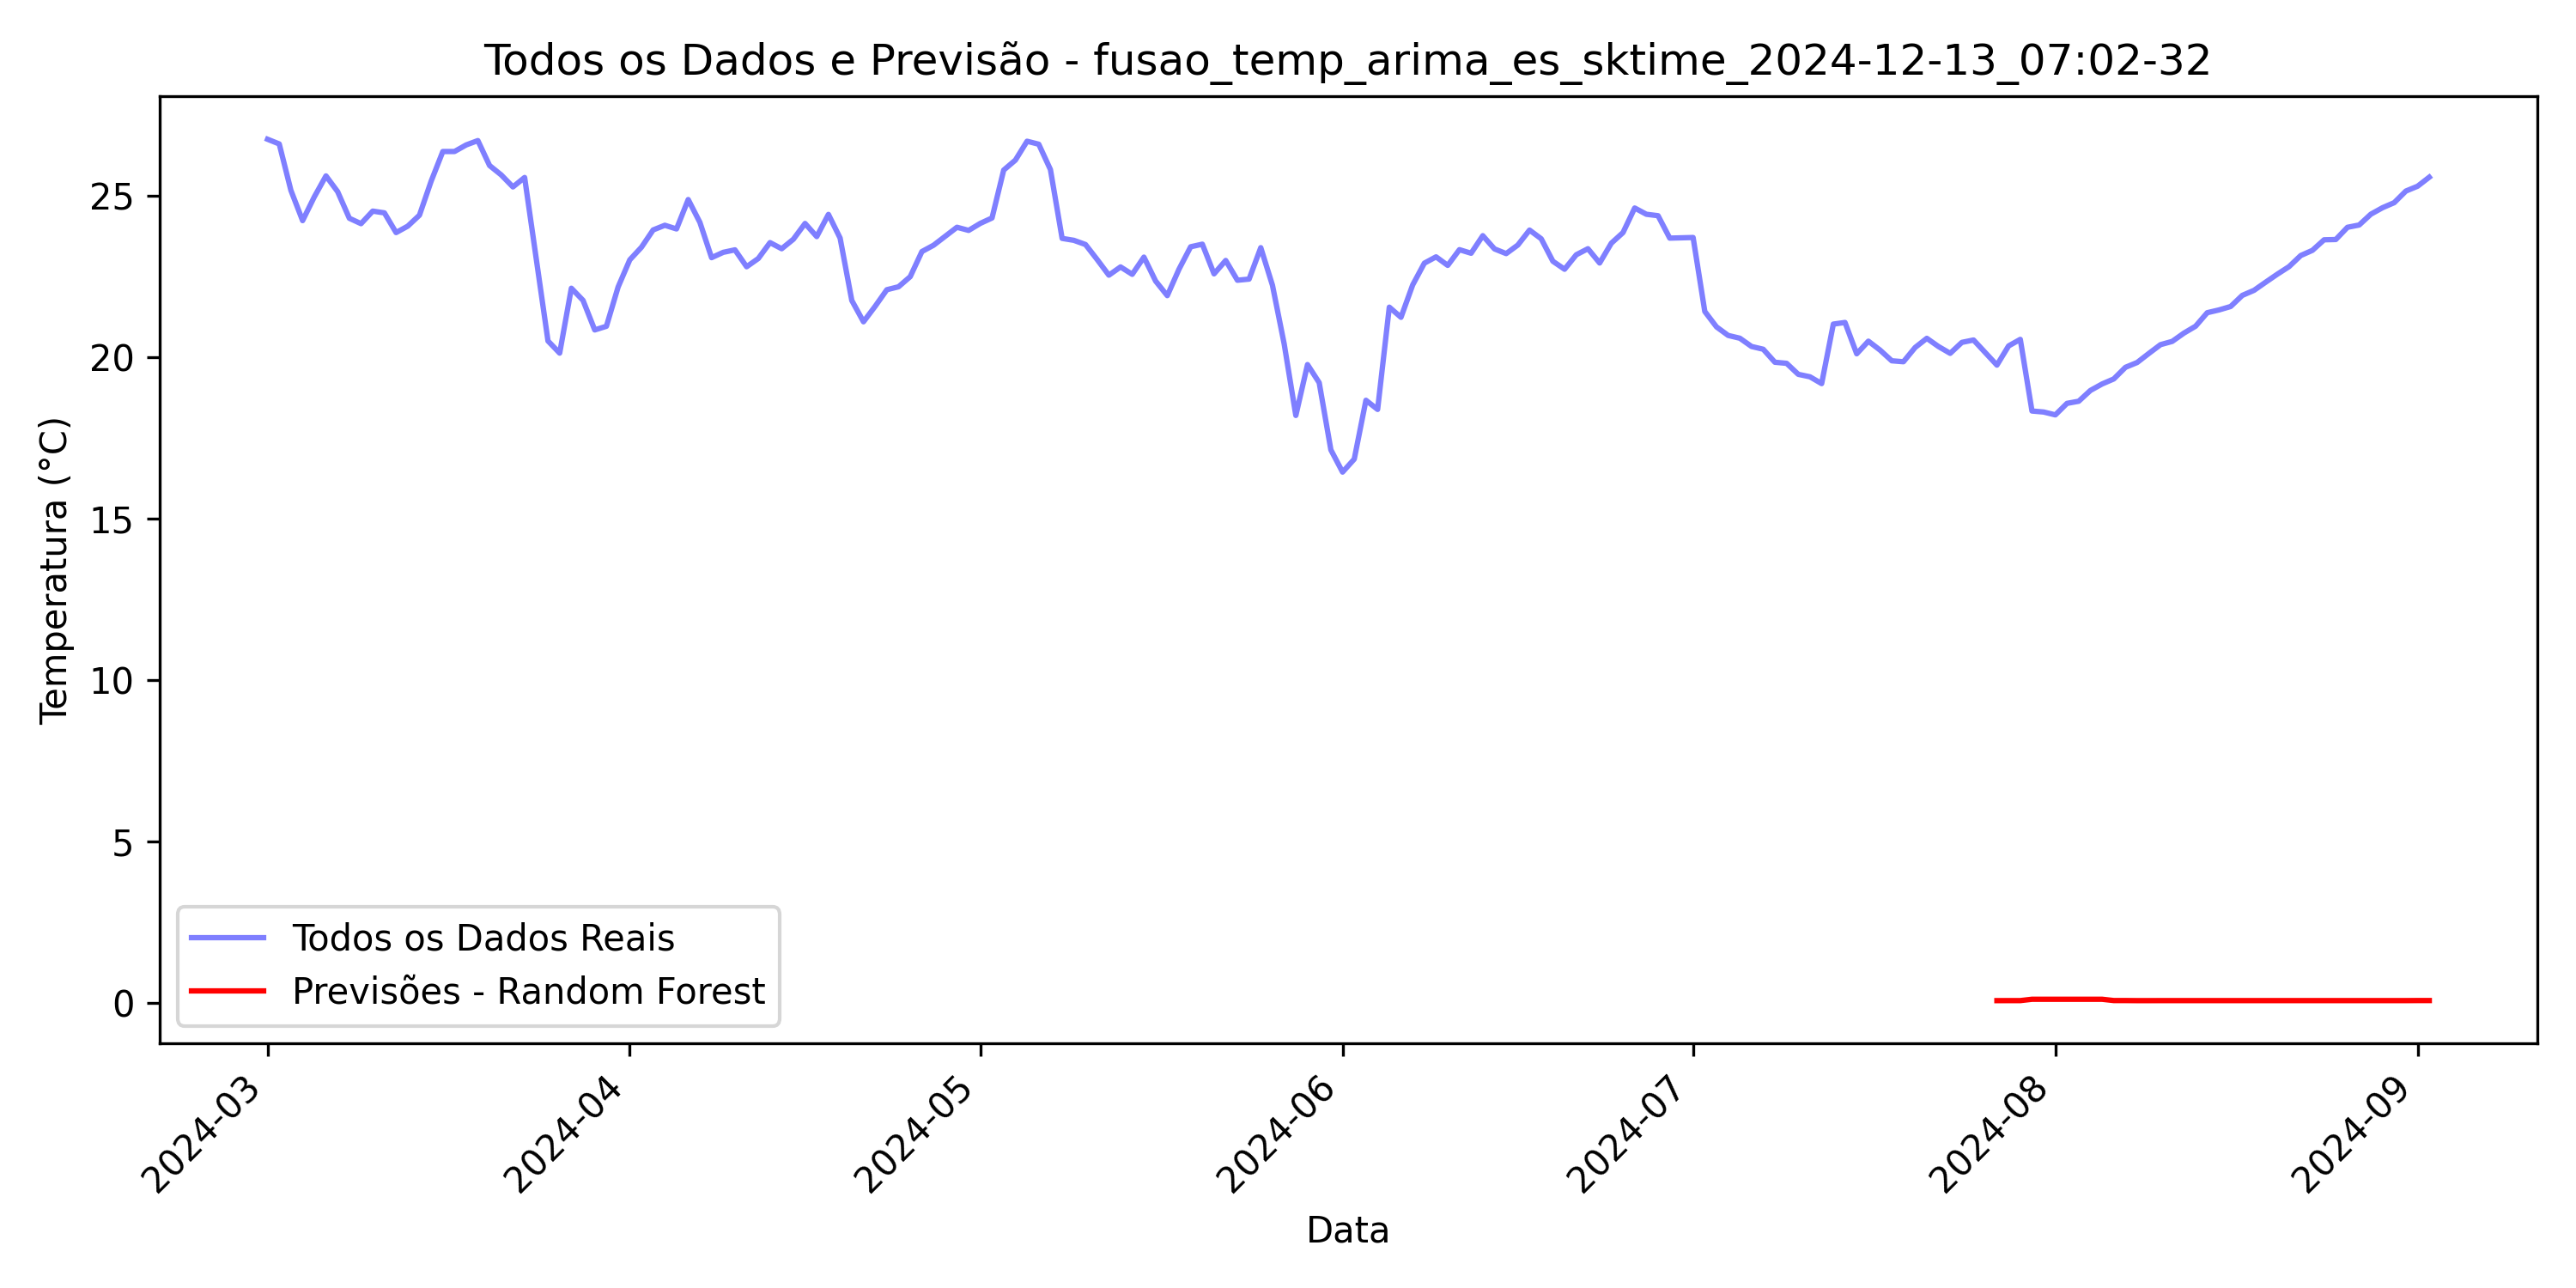 Todos os Dados e Previsão - fusao_temp_arima_es_sktime_2024-12-13_07:02-32
Temperatura (°C)
25
20
15
10
5
0
Todos os Dados Reais
Previsões - Random Forest
2024-03
2024-04
2024-05
2024-06
2024-07
2024-08
2024-09
Data